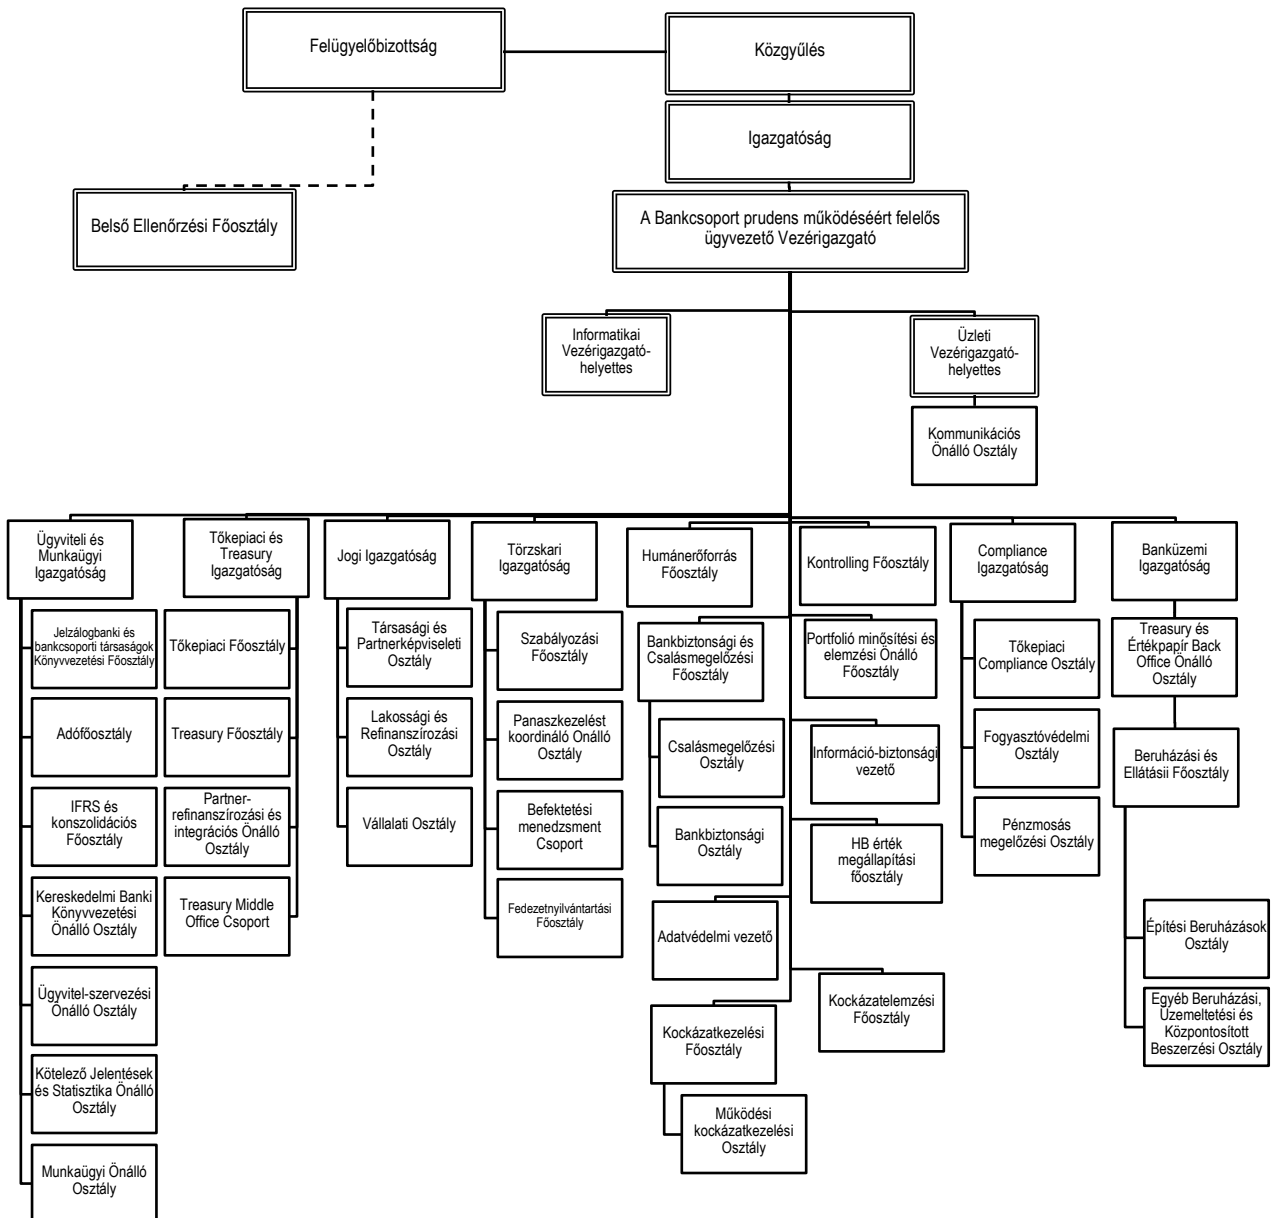 Felügyelőbizottság
Közgyűlés
Igazgatóság
Belső Ellenőrzési Főosztály
A Bankcsoport prudens működéséért felelős
ügyvezető Vezérigazgató
Informatikai
Vezérigazgató-
helyettes
Üzleti
Vezérigazgató-
helyettes
Kommunikációs
Önálló Osztály
Ügyviteli és
Munkaügyi
Igazgatóság
Jelzálogbanki és
bankcsoporti társaságok
Könyvvezetési Főosztály
Adófőosztály
IFRS és
konszolidációs
Főosztály
Kereskedelmi Banki
Könyvvezetési
Önálló Osztály
Ügyvitel-szervezési
Önálló Osztály
Kötelező Jelentések
és Statisztika Önálló
Osztály
Munkaügyi Önálló
Osztály
Tőkepiaci és
Treasury
Igazgatóság
Tőkepiaci Főosztály
Treasury Főosztály
Partner-
refinanszírozási és
integrációs Önálló
Osztály
Treasury Middle
Office Csoport
Jogi Igazgatóság
Társasági és
Partnerképviseleti
Osztály
Lakossági és
Refinanszírozási
Osztály
Vállalati Osztály
Törzskari
Igazgatóság
Szabályozási
Főosztály
Panaszkezelést
koordináló Önálló
Osztály
Befektetési
menedzsment
Csoport
Fedezetnyilvántartási
Főosztály
Humánerőforrás
Főosztály
Bankbiztonsági és
Csalásmegelőzési
Főosztály
Csalásmegelőzési
Osztály
Bankbiztonsági
Osztály
Adatvédelmi vezető
Kockázatkezelési
Főosztály
Működési
kockázatkezelési
Osztály
Kontrolling Főosztály
Portfolió minősítési és
elemzési Önálló
Főosztály
Információ-biztonsági
vezető
HB érték
megállapítási
főosztály
Kockázatelemzési
Főosztály
Compliance
Igazgatóság
Tőkepiaci
Compliance Osztály
Fogyasztóvédelmi
Osztály
Pénzmosás
megelőzési Osztály
Banküzemi
Igazgatóság
Treasury és
Értékpapír Back
Office Önálló
Osztály
Beruházási és
Ellátásii Főosztály
Építési Beruházások
Osztály
Egyéb Beruházási,
Üzemeltetési és
Központosított
Beszerzési Osztály